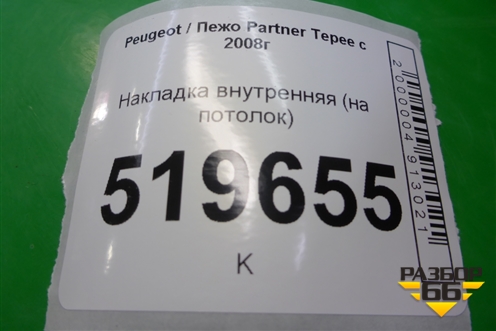 Peugeot / Пежо Partner Tepee с
2008г
Накладка внутренняя (на
потолок)
519655
К
2000004913021
РАЗБОР
66